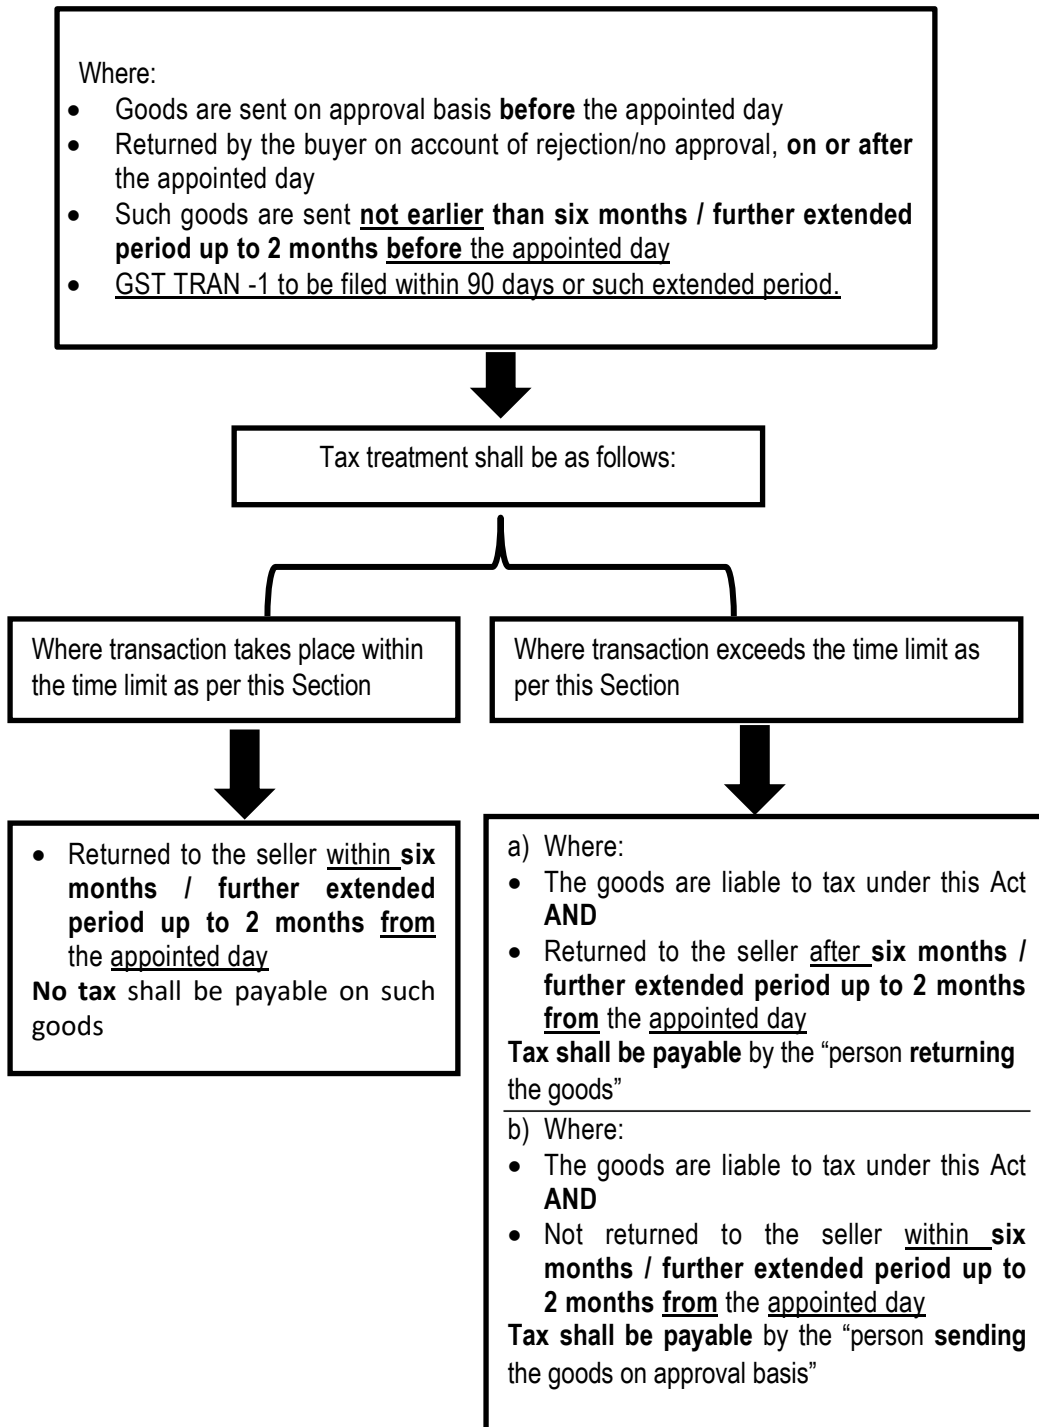 Where:
• Goods are sent on approval basis before the appointed day
• Returned by the buyer on account of rejection/no approval, on or after
the appointed day
• Such goods are sent not earlier than six months / further extended
period up to 2 months before the appointed day
• GST TRAN -1 to be filed within 90 days or such extended period.
Tax treatment shall be as follows:
Where transaction takes place within
the time limit as per this Section
• Returned to the seller within six
months / further extended
period up to 2 months from
the appointed day
No tax shall be payable on such
goods
Where transaction exceeds the time limit as
per this Section
a) Where:
• The goods are liable to tax under this Act
AND
• Returned to the seller after six months /
further extended period up to 2 months
from the appointed day
Tax shall be payable by the “person returning
the goods”
b) Where:
• The goods are liable to tax under this Act
AND
• Not returned to the seller within six
months / further extended period up to
2 months from the appointed day
Tax shall be payable by the “person sending
the goods on approval basis”